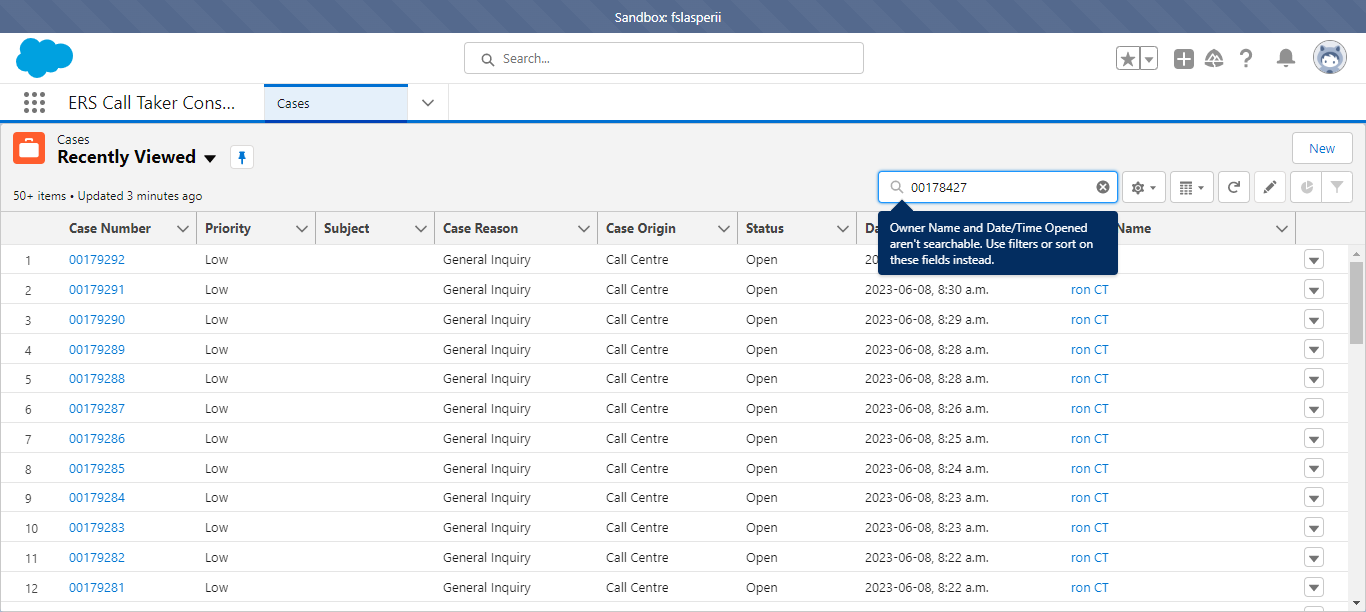 Sandbox: fslasperii
Search...
ERS Call Taker Cons...
Cases
Cases
Recently Viewed
New
50+ items • Updated 3 minutes ago
00178427
Owner Name and Date/Time Opened
aren't searchable. Use filters or sort on
these fields instead.
Case Number Priority Subject Case Reason Case Origin Status Name
1 00179292 Low General Inquiry Call Centre Open
2 00179291 Low General Inquiry Call Centre Open 2023-06-08, 8:30 a.m. ron CT
3 00179290 Low General Inquiry Call Centre Open 2023-06-08, 8:29 a.m. ron CT
4 00179289 Low General Inquiry Call Centre Open 2023-06-08, 8:28 a.m. ron CT
5 00179288 Low General Inquiry Call Centre Open 2023-06-08, 8:28 a.m. ron CT
6 00179287 Low General Inquiry Call Centre Open 2023-06-08, 8:26 a.m. ron CT
7 00179286 Low General Inquiry Call Centre Open 2023-06-08, 8:25 a.m. ron CT
8 00179285 Low General Inquiry Call Centre Open 2023-06-08, 8:24 a.m. ron CT
9 00179284 Low General Inquiry Call Centre Open 2023-06-08, 8:23 a.m. ron CT
10 00179283 Low General Inquiry Call Centre Open 2023-06-08, 8:23 a.m. ron CT
11 00179282 Low General Inquiry Call Centre Open 2023-06-08, 8:22 a.m. ron CT
12 00179281 Low General Inquiry Call Centre Open 2023-06-08, 8:22 a.m. ron CT